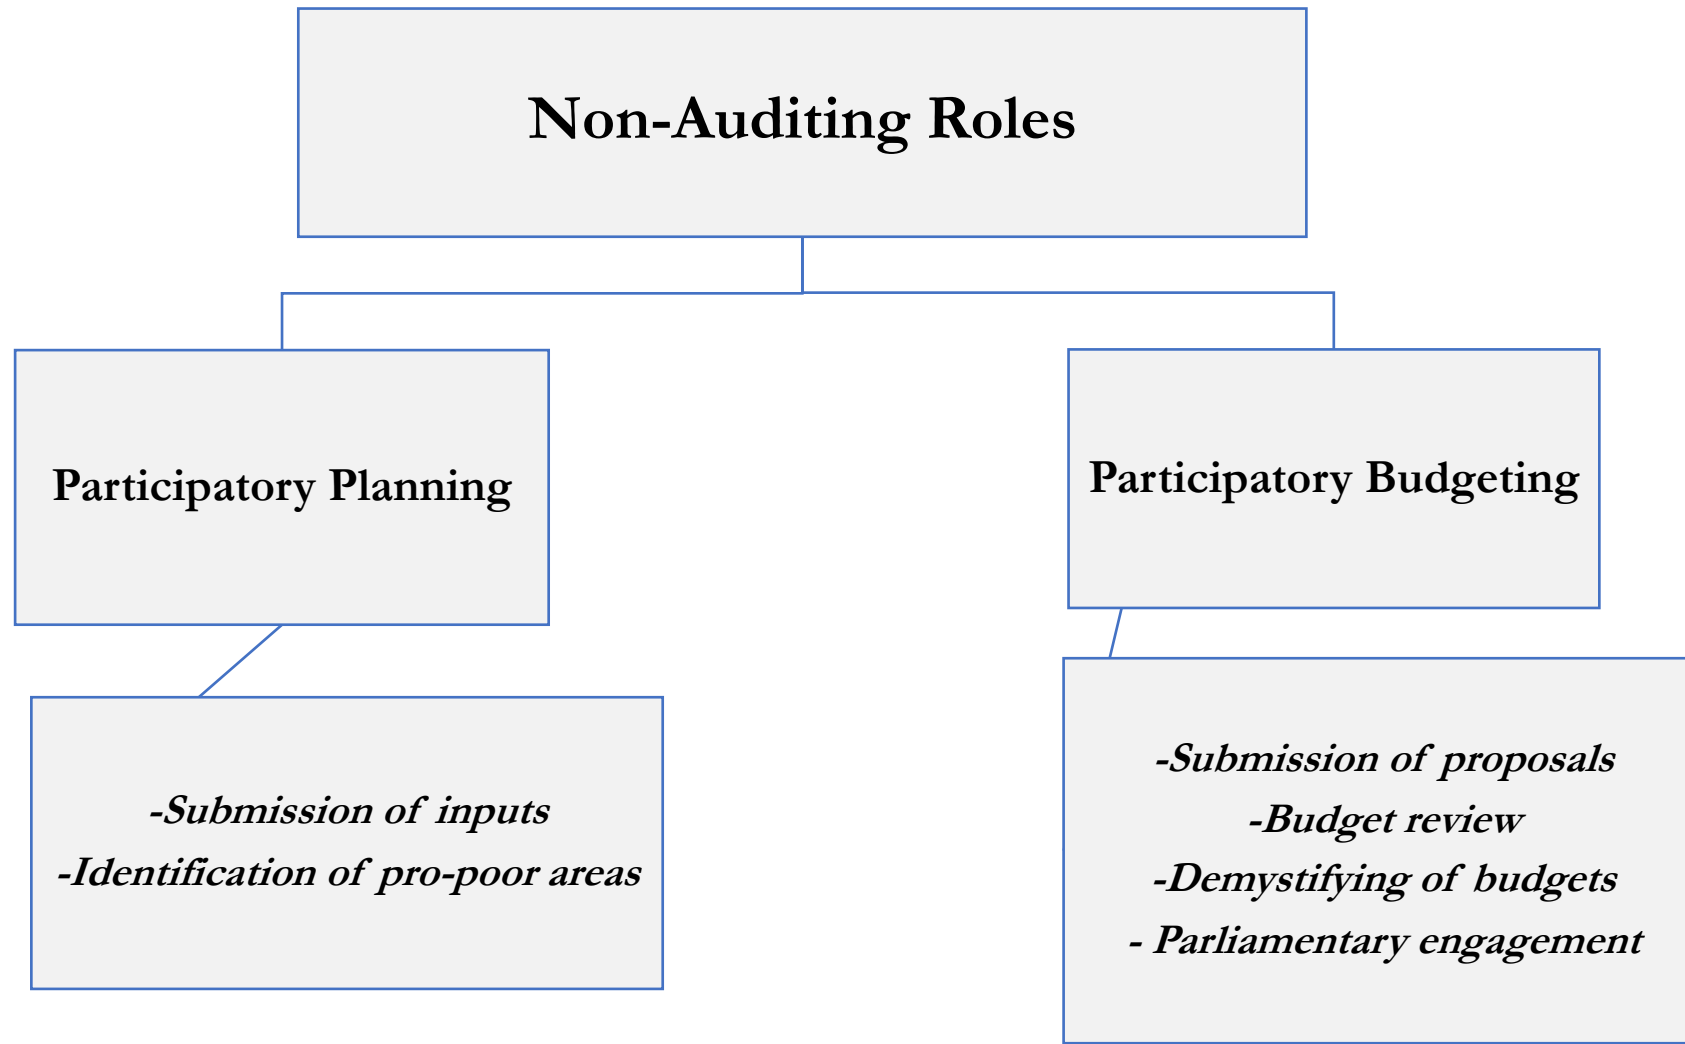 Non-Auditing Roles
Participatory Planning
Participatory Budgeting
-Submission of inputs
-Identification of pro-poor areas
-Submission of proposals
-Budget review
-Demystifying of budgets
- Parliamentary engagement